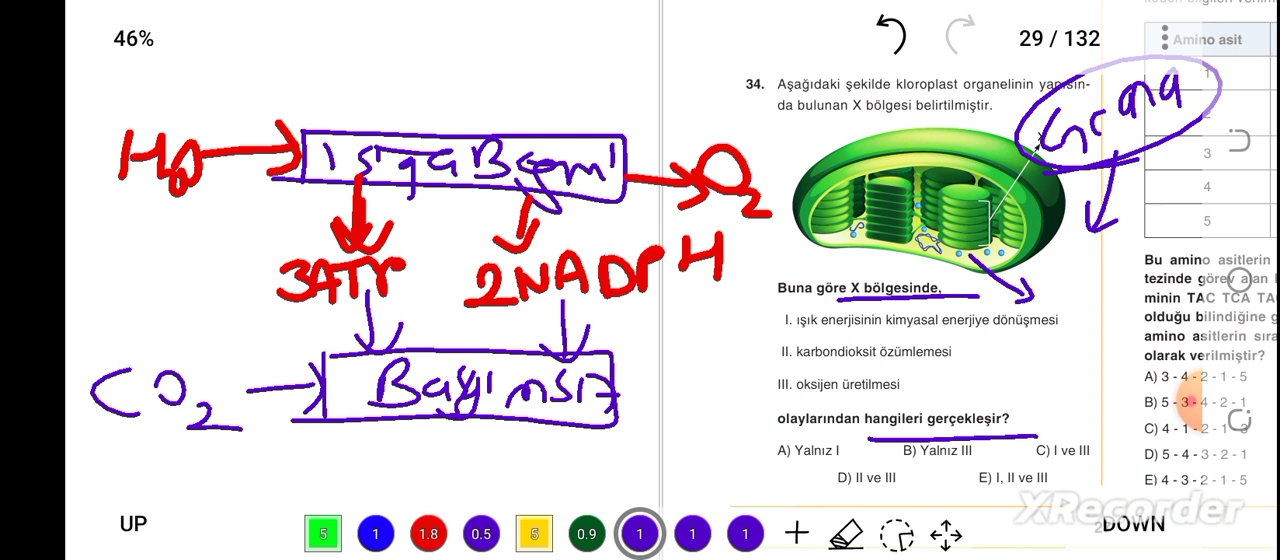 46%
29 / 132
H₂O
Işığa Bağımlı
O₂
3ATP
2NADPH
CO₂
Bağımsız
34. Aşağıdaki şekilde kloroplast organelinin yapısın-
da bulunan X bölgesi belirtilmiştir.
Grana
Buna göre X bölgesinde,
I. ışık enerjisinin kimyasal enerjiye dönüşmesi
II. karbondioksit özümlemesi
III. oksijen üretilmesi
olaylarından hangileri gerçekleşir?
A) Yalnız I B) Yalnız III C) I ve III
D) II ve III E) I, II ve III
Amino asit
1
2
3
4
5
Bu amino asitlerin
tezinde görev alan
minin TAC TCA TA
olduğu bilindiğine g
amino asitlerin sıra
olarak verilmiştir?
A) 3 - 4 - 2 - 1 - 5
B) 5 - 3 - 4 - 2 - 1
C) 4 - 1 - 2 - 1 - 3
D) 5 - 4 - 3 - 2 - 1
E) 4 - 3 - 2 - 1 - 5
XRecorder
UP
5 1 1.8 0.5 5 0.9 1 1 1
2
DOWN